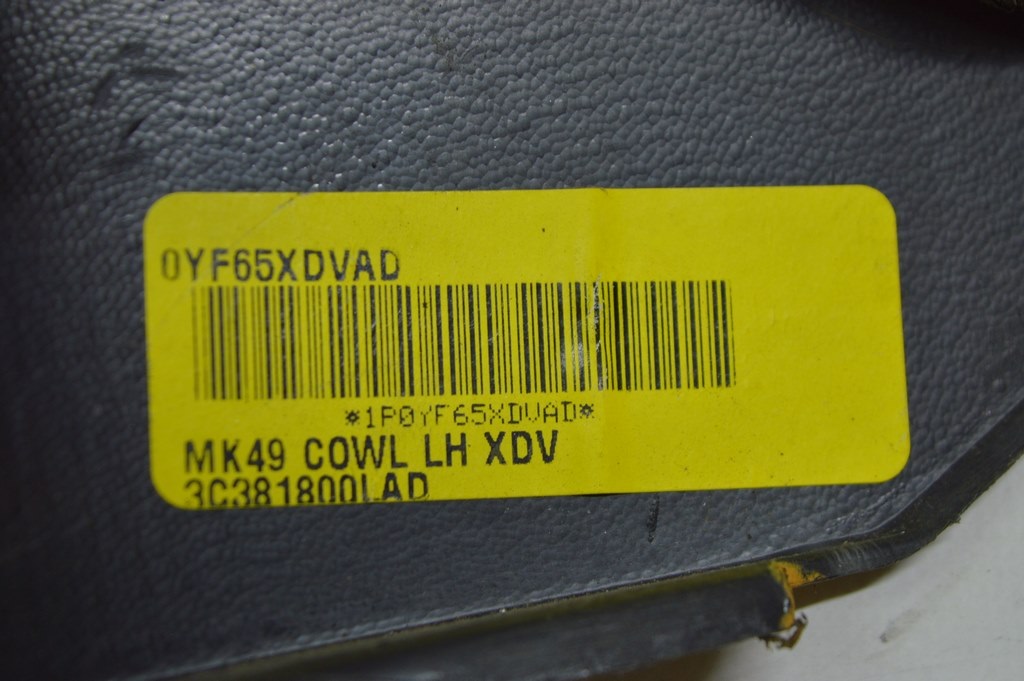 0YF65XDVAD
*1P0YF65XDVAD*
MK49 COWL LH XDV
3C381800LAD